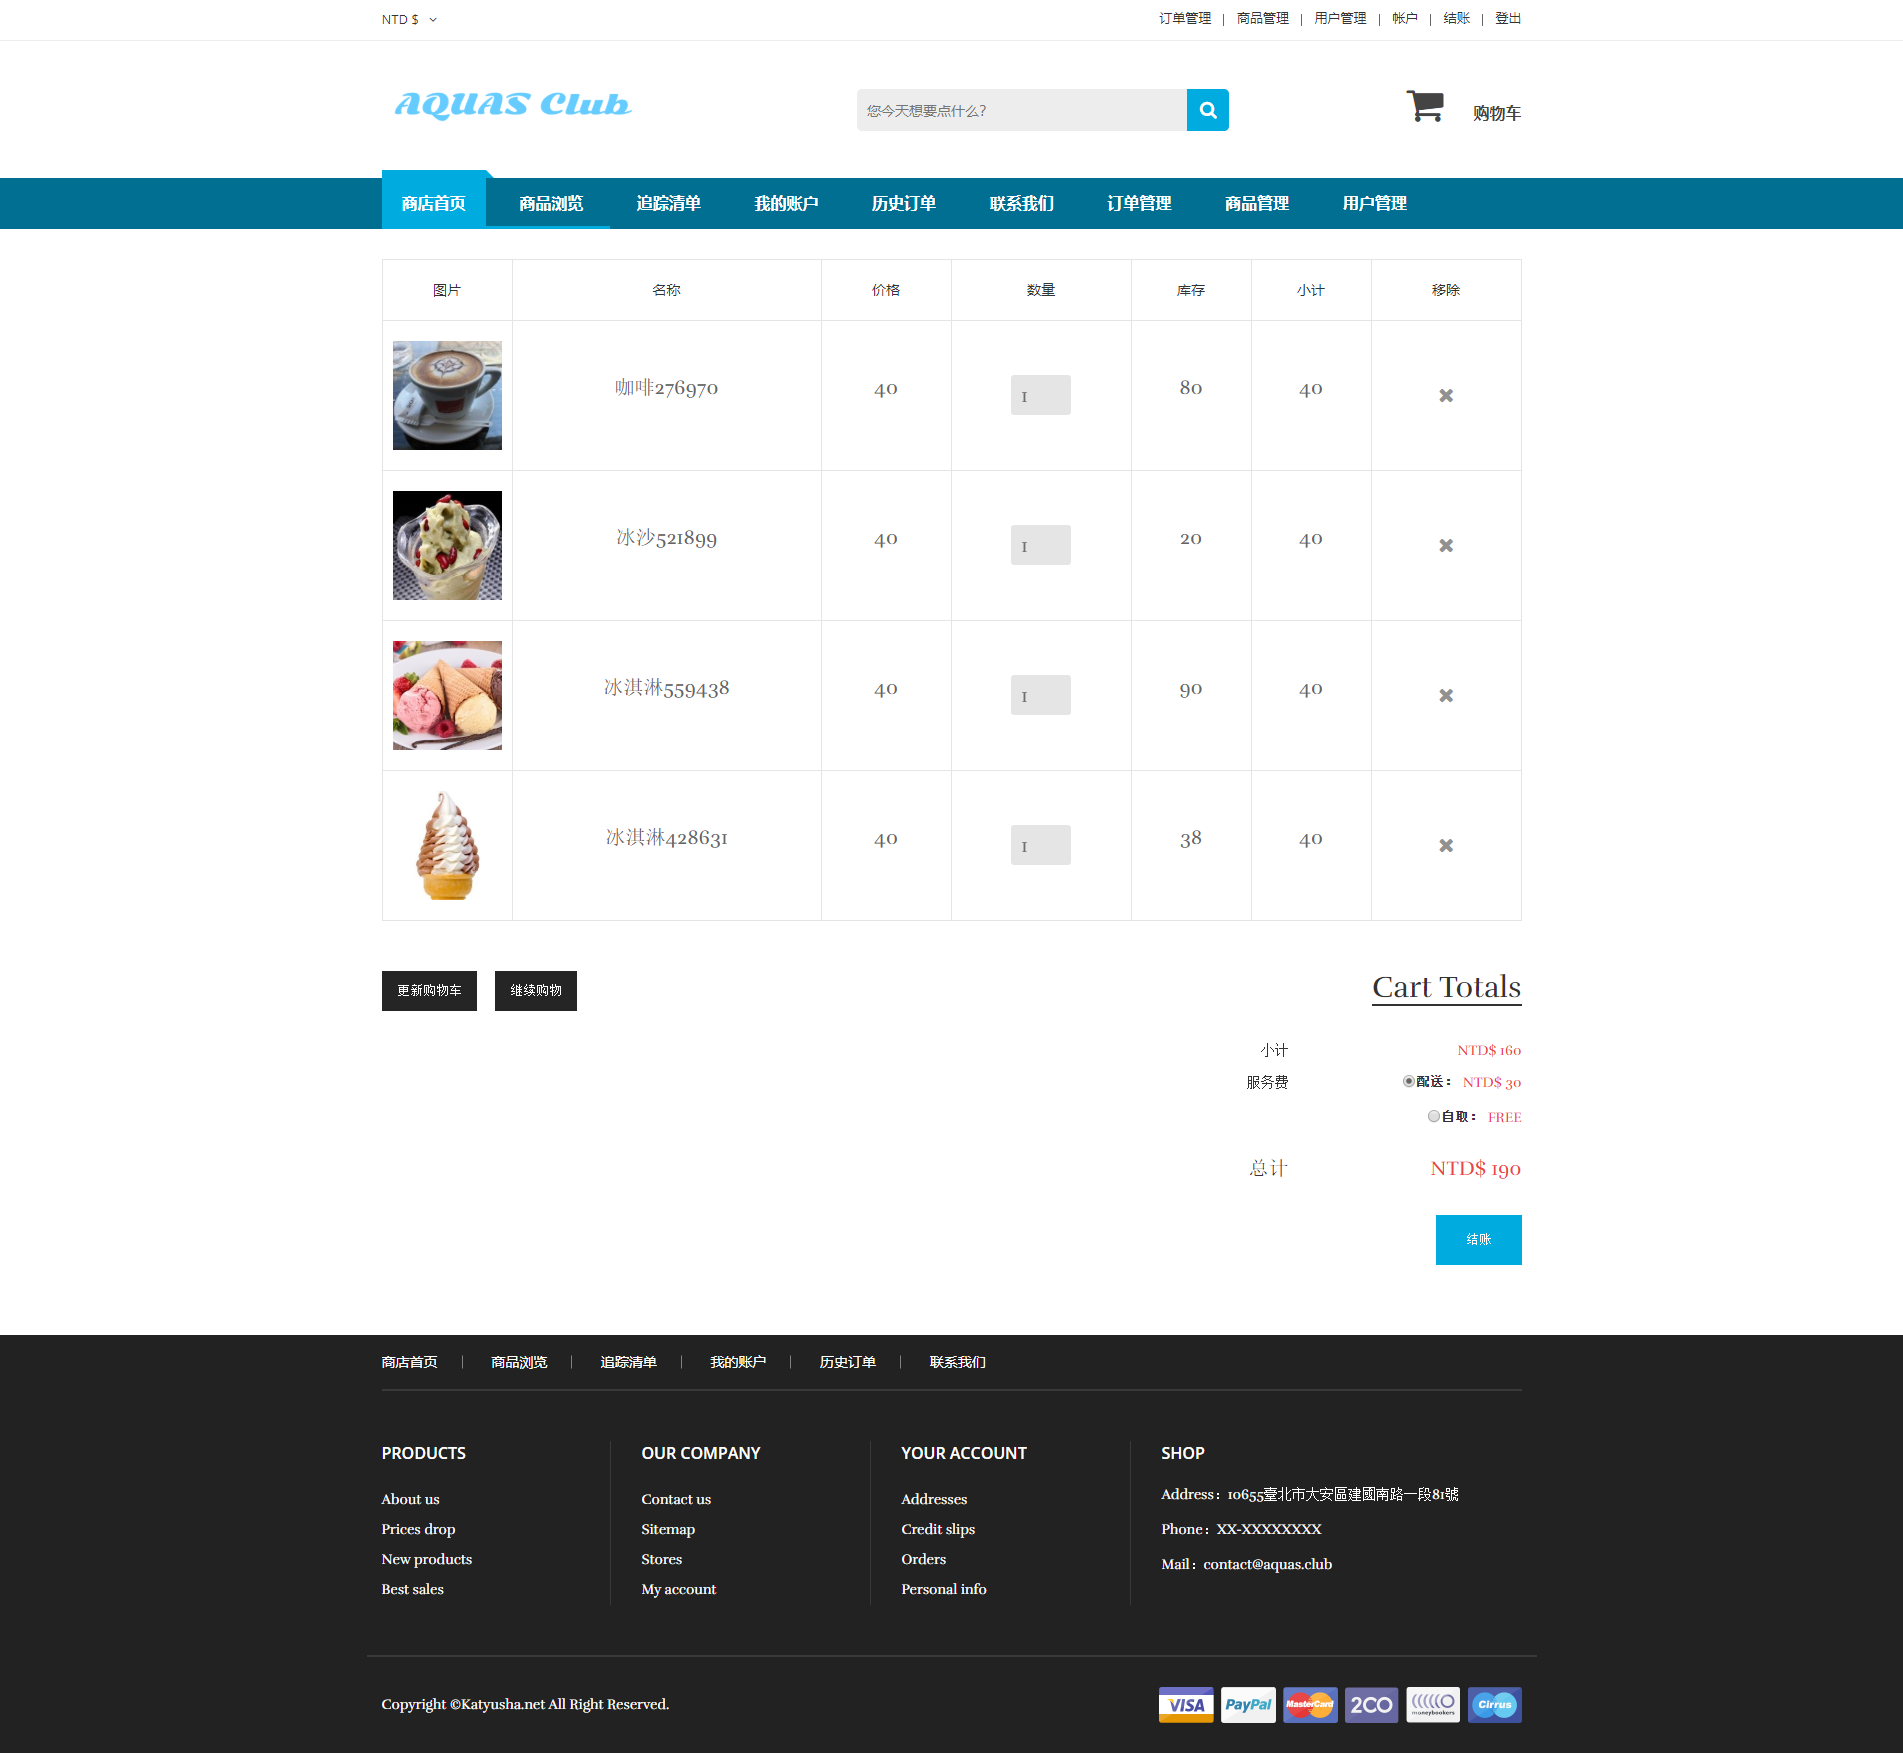 NTD $
订单管理 | 商品管理 | 用户管理 | 帐户 | 结账 | 登出
AQUAS Club
您今天想要点什么?
购物车
商店首页 商品浏览 追踪清单 我的账户 历史订单 联系我们 订单管理 商品管理 用户管理
图片 名称 价格 数量 库存 小计 移除
咖啡276970 40 1 80 40
冰沙521899 40 1 20 40
冰淇淋559438 40 1 90 40
冰淇淋428631 40 1 38 40
更新购物车 继续购物
Cart Totals
小计 NTD$ 160
服务费 配送： NTD$ 30
自取： FREE
总计 NTD$ 190
结账
商店首页 | 商品浏览 | 追踪清单 | 我的账户 | 历史订单 | 联系我们
PRODUCTS
About us
Prices drop
New products
Best sales
OUR COMPANY
Contact us
Sitemap
Stores
My account
YOUR ACCOUNT
Addresses
Credit slips
Orders
Personal info
SHOP
Address：10655臺北市大安區建國南路一段81號
Phone：XX-XXXXXXXX
Mail：contact@aquas.club
Copyright ©Katyusha.net All Right Reserved.
VISA PayPal MasterCard 2CO moneybookers Cirrus